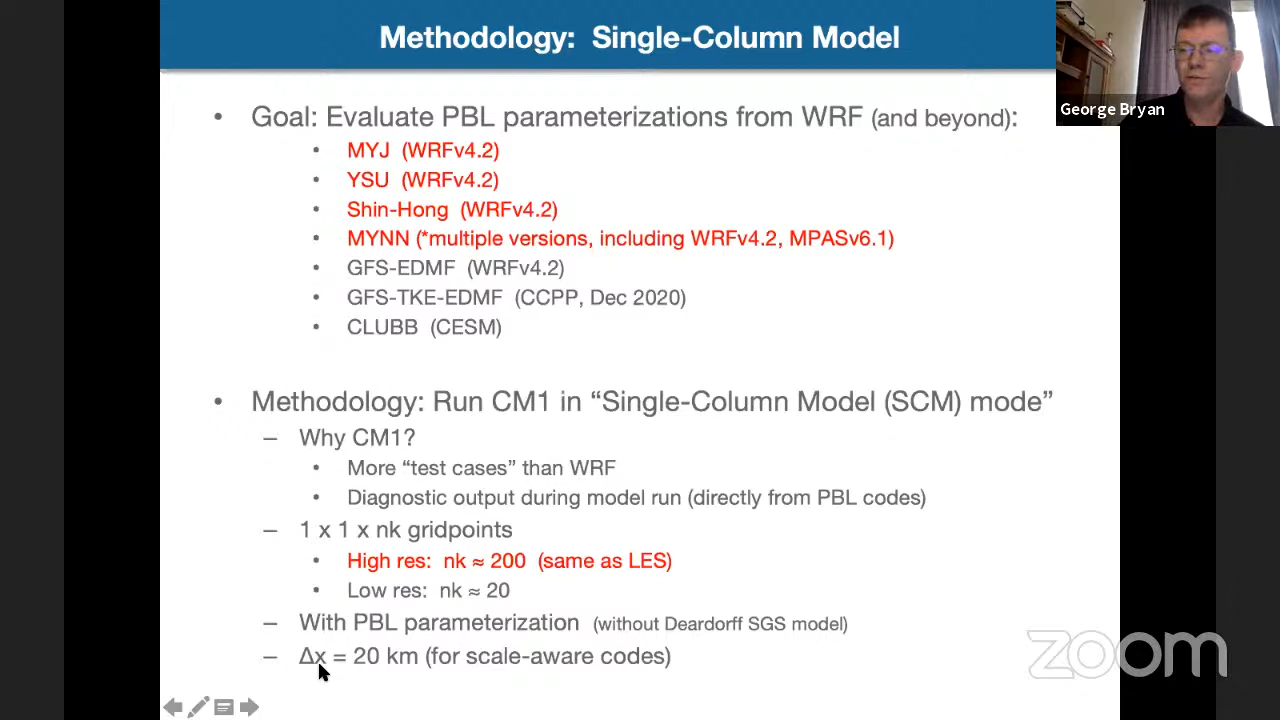 Methodology: Single-Column Model
George Bryan
• Goal: Evaluate PBL parameterizations from WRF (and beyond):
• MYJ (WRFv4.2)
• YSU (WRFv4.2)
• Shin-Hong (WRFv4.2)
• MYNN (*multiple versions, including WRFv4.2, MPASv6.1)
• GFS-EDMF (WRFv4.2)
• GFS-TKE-EDMF (CCPP, Dec 2020)
• CLUBB (CESM)
• Methodology: Run CM1 in “Single-Column Model (SCM) mode”
– Why CM1?
• More “test cases” than WRF
• Diagnostic output during model run (directly from PBL codes)
– 1 x 1 x nk gridpoints
• High res: nk ≈ 200 (same as LES)
• Low res: nk ≈ 20
– With PBL parameterization (without Deardorff SGS model)
– Δx = 20 km (for scale-aware codes)
zoom